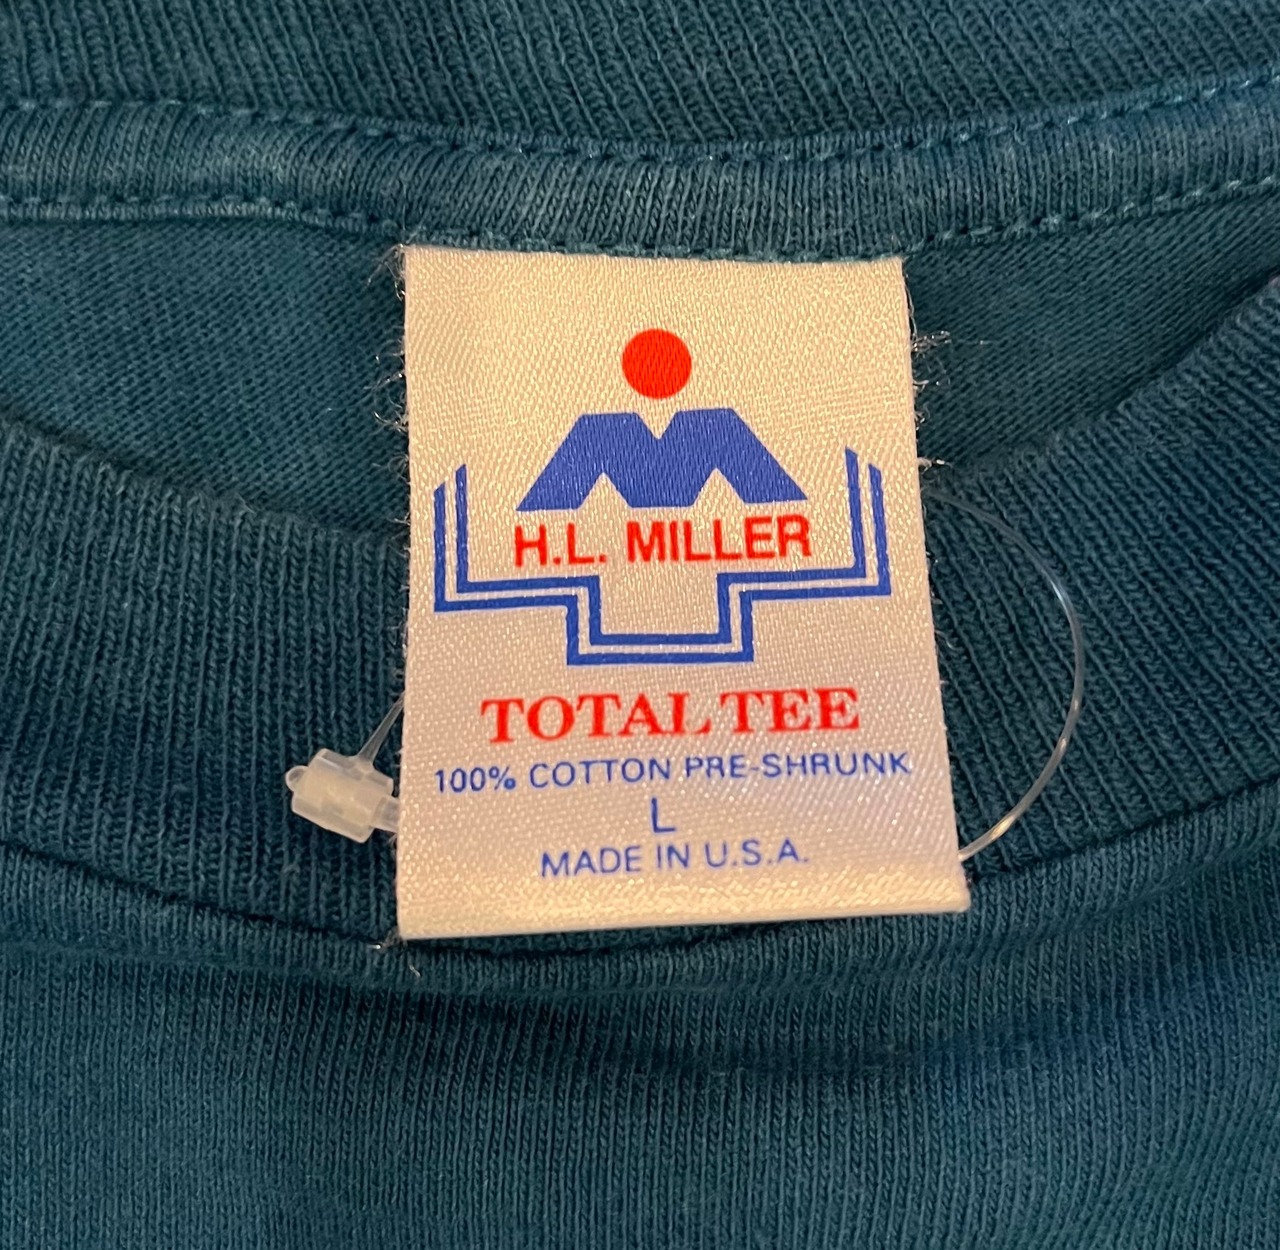 H.L. MILLER
TOTAL TEE
100% COTTON PRE-SHRUNK
L
MADE IN U.S.A.